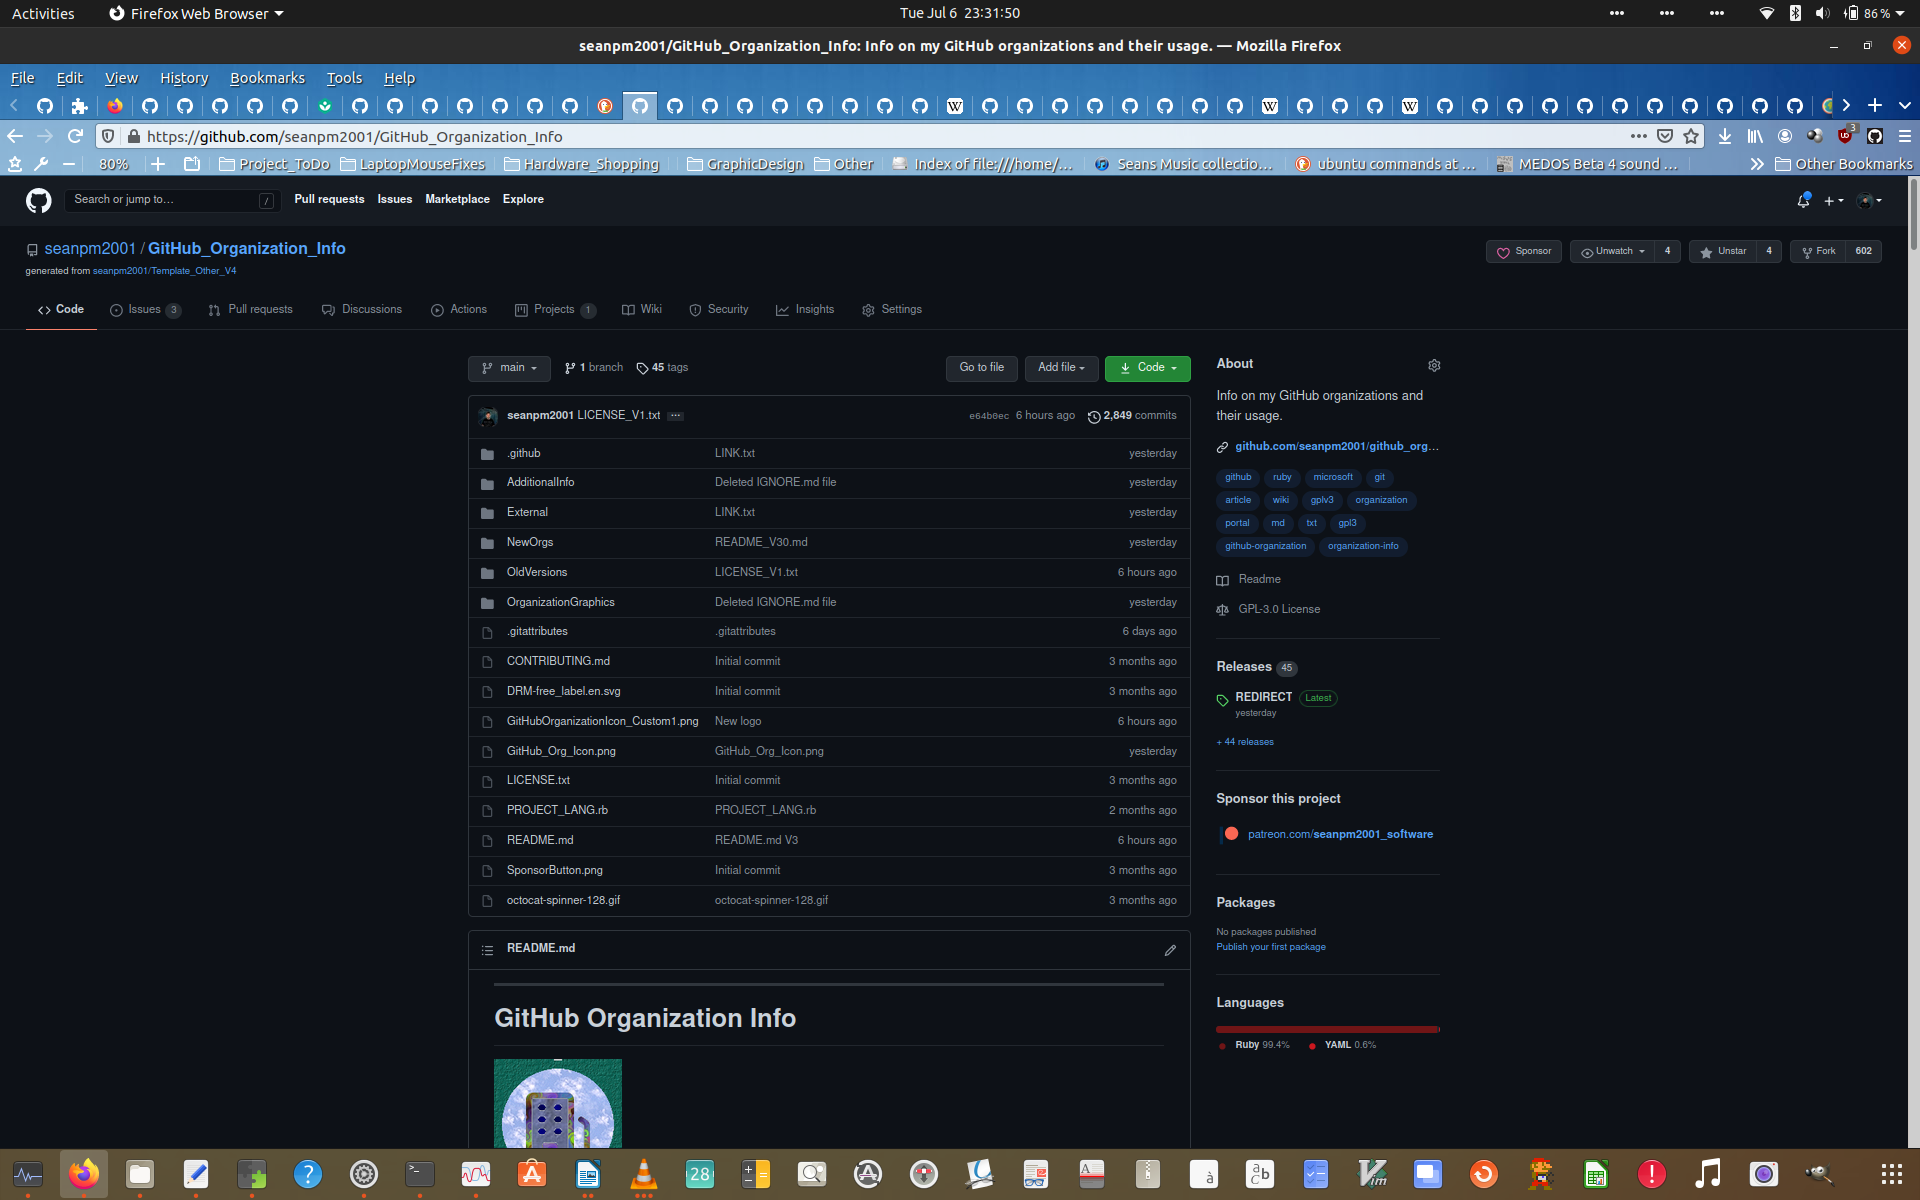 Activities Firefox Web Browser Tue Jul 6 23:31:50 86%
seanpm2001/GitHub_Organization_Info: Info on my GitHub organizations and their usage. — Mozilla Firefox
File Edit View History Bookmarks Tools Help
https://github.com/seanpm2001/GitHub_Organization_Info 3
80% Project_ToDo LaptopMouseFixes Hardware_Shopping GraphicDesign Other Index of file:///home/... Seans Music collectio... ubuntu commands at ... MEDOS Beta 4 sound ... Other Bookmarks
Search or jump to... / Pull requests Issues Marketplace Explore
seanpm2001 / GitHub_Organization_Info Sponsor Unwatch 4 Unstar 4 Fork 602
generated from seanpm2001/Template_Other_V4
Code Issues 3 Pull requests Discussions Actions Projects 1 Wiki Security Insights Settings
main 1 branch 45 tags Go to file Add file Code
seanpm2001 LICENSE_V1.txt ... e64b0ec 6 hours ago 2,849 commits
.github LINK.txt yesterday
AdditionalInfo Deleted IGNORE.md file yesterday
External LINK.txt yesterday
NewOrgs README_V30.md yesterday
OldVersions LICENSE_V1.txt 6 hours ago
OrganizationGraphics Deleted IGNORE.md file yesterday
.gitattributes .gitattributes 6 days ago
CONTRIBUTING.md Initial commit 3 months ago
DRM-free_label.en.svg Initial commit 3 months ago
GitHubOrganizationIcon_Custom1.png New logo 6 hours ago
GitHub_Org_Icon.png GitHub_Org_Icon.png yesterday
LICENSE.txt Initial commit 3 months ago
PROJECT_LANG.rb PROJECT_LANG.rb 2 months ago
README.md README.md V3 6 hours ago
SponsorButton.png Initial commit 3 months ago
octocat-spinner-128.gif octocat-spinner-128.gif 3 months ago
README.md
GitHub Organization Info
About
Info on my GitHub organizations and
their usage.
github.com/seanpm2001/github_org...
github ruby microsoft git
article wiki gplv3 organization
portal md txt gpl3
github-organization organization-info
Readme
GPL-3.0 License
Releases 45
REDIRECT Latest
yesterday
+ 44 releases
Sponsor this project
patreon.com/seanpm2001_software
Packages
No packages published
Publish your first package
Languages
Ruby 99.4% YAML 0.6%
28